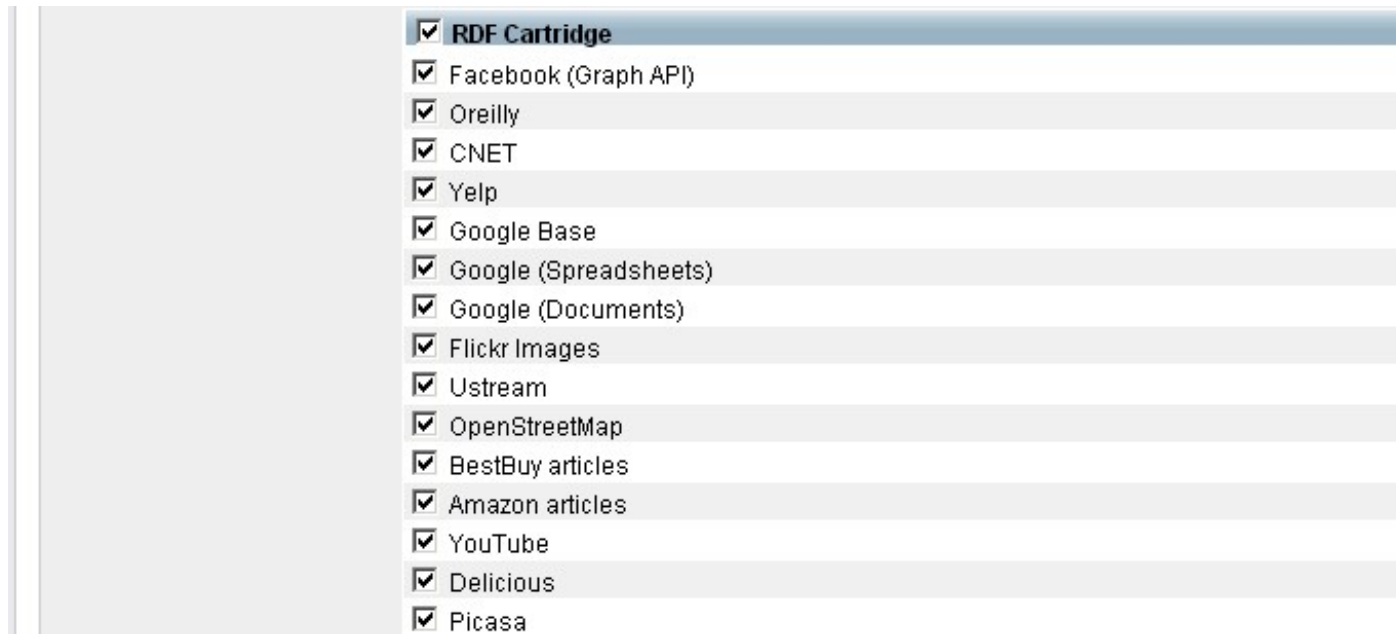 RDF Cartridge
Facebook (Graph API)
Oreilly
CNET
Yelp
Google Base
Google (Spreadsheets)
Google (Documents)
Flickr Images
Ustream
OpenStreetMap
BestBuy articles
Amazon articles
YouTube
Delicious
Picasa